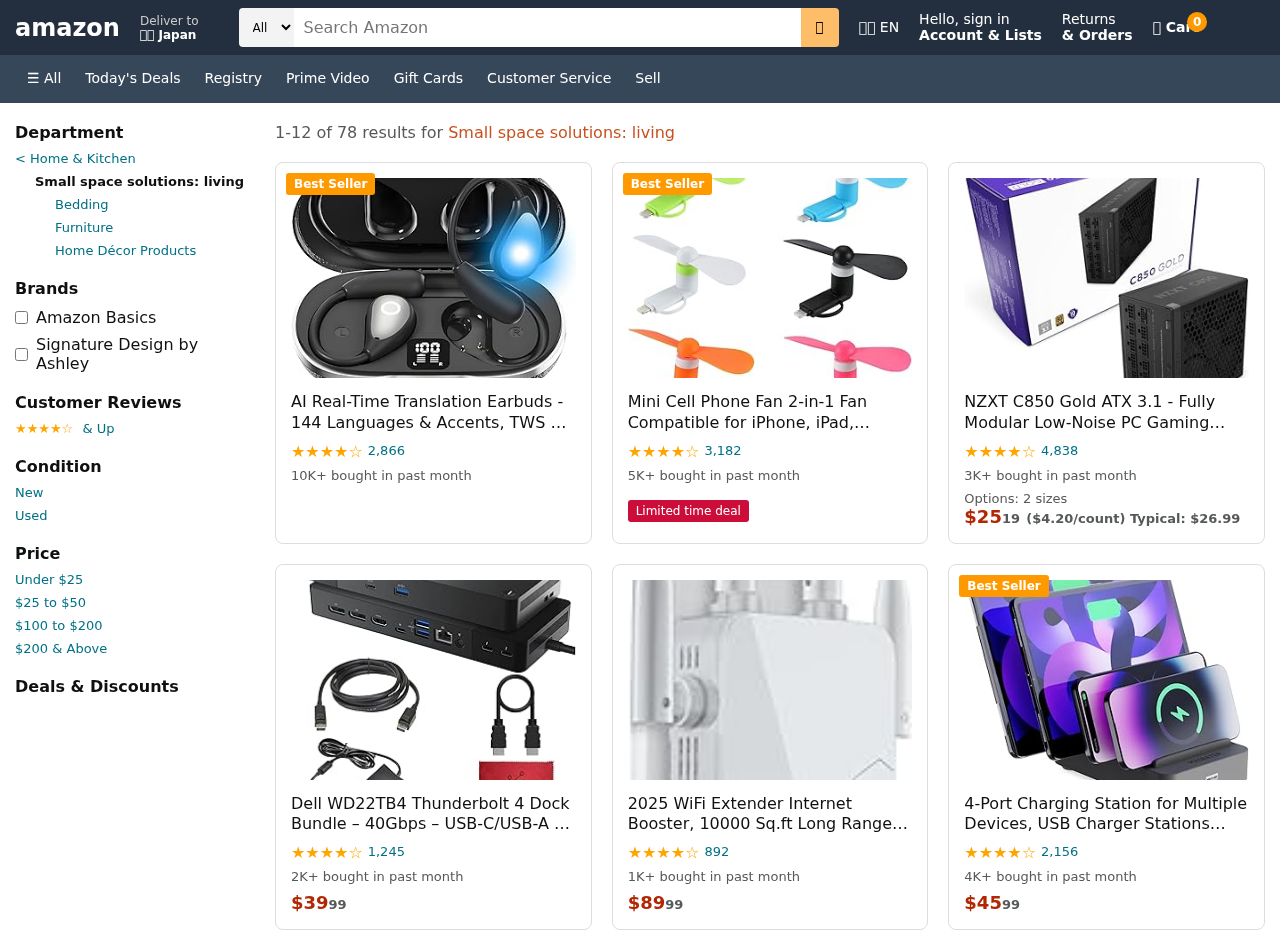 amazon
Deliver to
Japan
All
Search Amazon
EN
Hello, sign in
Account & Lists
Returns
& Orders
0
☰ All
Today's Deals
Registry
Prime Video
Gift Cards
Customer Service
Sell
Department
< Home & Kitchen
Small space solutions: living
Bedding
Furniture
Home Décor Products
Brands
Amazon Basics
Signature Design by
Ashley
Customer Reviews
★★★★☆ & Up
Condition
New
Used
Price
Under $25
$25 to $50
$100 to $200
$200 & Above
Deals & Discounts
1-12 of 78 results for Small space solutions: living
Best Seller
AI Real-Time Translation Earbuds -
144 Languages & Accents, TWS ...
★★★★☆ 2,866
10K+ bought in past month
Best Seller
Mini Cell Phone Fan 2-in-1 Fan
Compatible for iPhone, iPad,...
★★★★☆ 3,182
5K+ bought in past month
Limited time deal
C850 GOLD
NZXT C850 Gold ATX 3.1 - Fully
Modular Low-Noise PC Gaming...
★★★★☆ 4,838
3K+ bought in past month
Options: 2 sizes
$2519 ($4.20/count) Typical: $26.99
Dell WD22TB4 Thunderbolt 4 Dock
Bundle – 40Gbps – USB-C/USB-A ...
★★★★☆ 1,245
2K+ bought in past month
$3999
2025 WiFi Extender Internet
Booster, 10000 Sq.ft Long Range...
★★★★☆ 892
1K+ bought in past month
$8999
Best Seller
4-Port Charging Station for Multiple
Devices, USB Charger Stations...
★★★★☆ 2,156
4K+ bought in past month
$4599